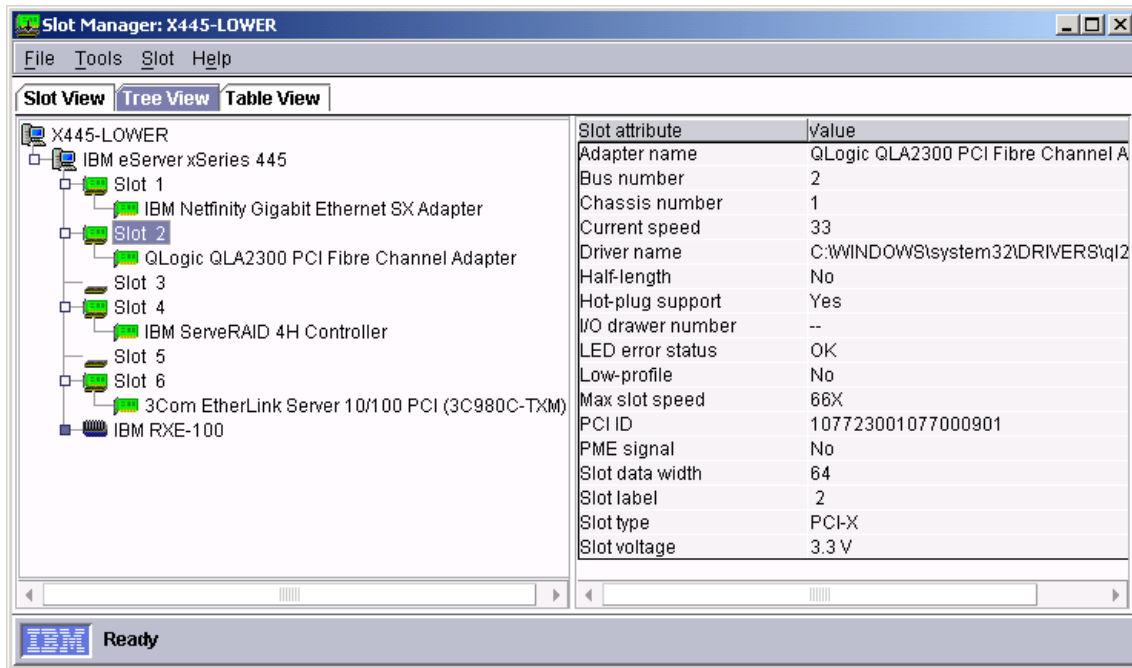 Slot Manager: X445-LOWER
File Tools Slot Help
Slot View Tree View Table View
X445-LOWER
IBM eServer xSeries 445
Slot 1
IBM Netfinity Gigabit Ethernet SX Adapter
Slot 2
QLogic QLA2300 PCI Fibre Channel Adapter
Slot 3
Slot 4
IBM ServeRAID 4H Controller
Slot 5
Slot 6
3Com EtherLink Server 10/100 PCI (3C980C-TXM)
IBM RXE-100
Slot attribute Value
Adapter name QLogic QLA2300 PCI Fibre Channel A
Bus number 2
Chassis number 1
Current speed 33
Driver name C:\WINDOWS\system32\DRIVERS\ql2
Half-length No
Hot-plug support Yes
I/O drawer number --
LED error status OK
Low-profile No
Max slot speed 66X
PCI ID 107723001077000901
PME signal No
Slot data width 64
Slot label 2
Slot type PCI-X
Slot voltage 3.3 V
IBM Ready